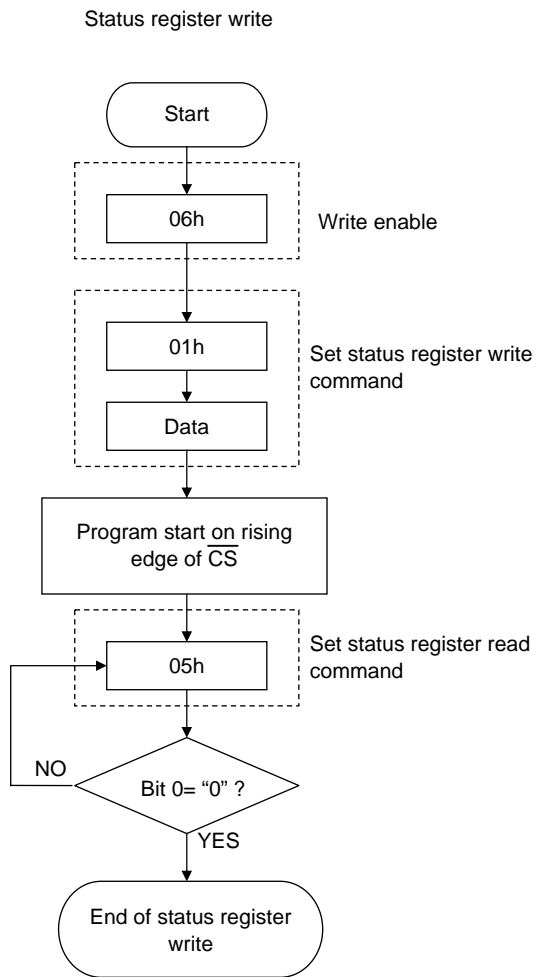 Status register write
Start
06h
Write enable
01h
Set status register write
command
Data
Program start on rising
edge of C̅S̅
Set status register read
command
05h
NO
Bit 0= “0” ?
YES
End of status register
write